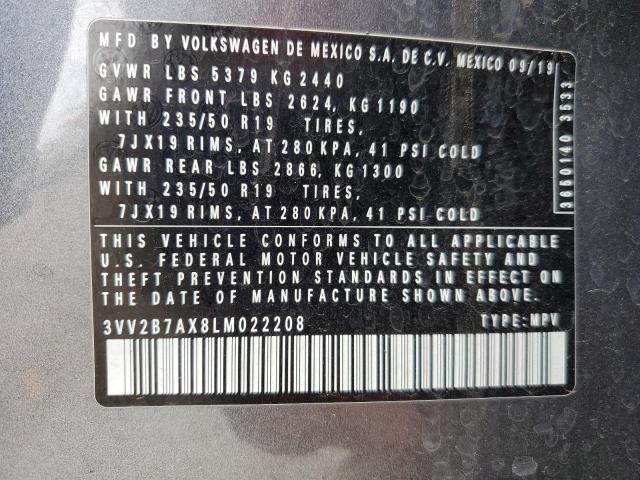 MFD BY VOLKSWAGEN DE MEXICO S.A. DE C.V. MEXICO 09/19
GVWR LBS 5379 KG 2440
GAWR FRONT LBS 2624, KG 1190
WITH 235/50 R19 TIRES,
7JX19 RIMS, AT 280 KPA, 41 PSI COLD
GAWR REAR LBS 2866, KG 1300
WITH 235/50 R19 TIRES,
7JX19 RIMS, AT 280 KPA, 41 PSI COLD
3060140 3533
THIS VEHICLE CONFORMS TO ALL APPLICABLE
U.S. FEDERAL MOTOR VEHICLE SAFETY AND
THEFT PREVENTION STANDARDS IN EFFECT ON
THE DATE OF MANUFACTURE SHOWN ABOVE.
3VV2B7AX8LM022208 TYPE: MPV